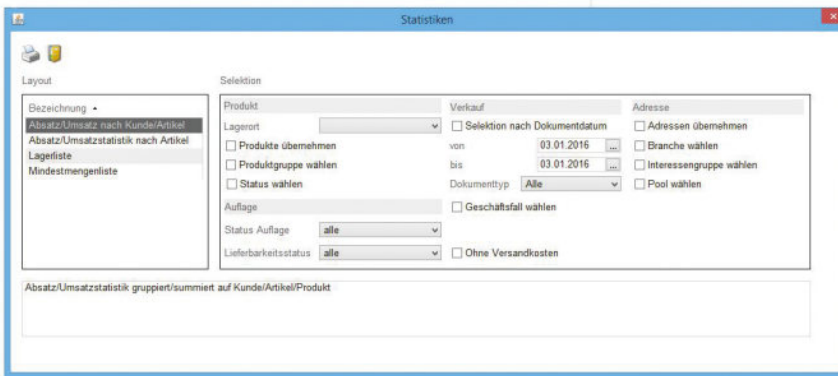 Statistiken
Layout
Selektion
Bezeichnung
Absatz/Umsatz nach Kunde/Artikel
Absatz/Umsatzstatistik nach Artikel
Lagerliste
Mindestmengenliste
Produkt
Lagerort
Produkte übernehmen
Produktgruppe wählen
Status wählen
Auflage
Status Auflage alle
Lieferbarkeitsstatus alle
Verkauf
Selektion nach Dokumentdatum
von 03.01.2016 ...
bis 03.01.2016 ...
Dokumenttyp Alle
Geschäftsfall wählen
Ohne Versandkosten
Adresse
Adressen übernehmen
Branche wählen
Interessengruppe wählen
Pool wählen
Absatz/Umsatzstatistik gruppiert/summiert auf Kunde/Artikel/Produkt